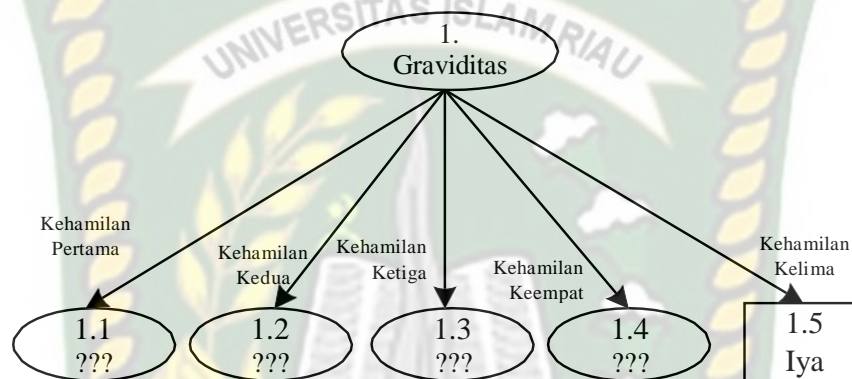 UNIVERSITAS ISLAM RIAU
1.
Graviditas
Kehamilan
Pertama
Kehamilan
Kedua
Kehamilan
Ketiga
Kehamilan
Keempat
Kehamilan
Kelima
1.1
???
1.2
???
1.3
???
1.4
???
1.5
Iya